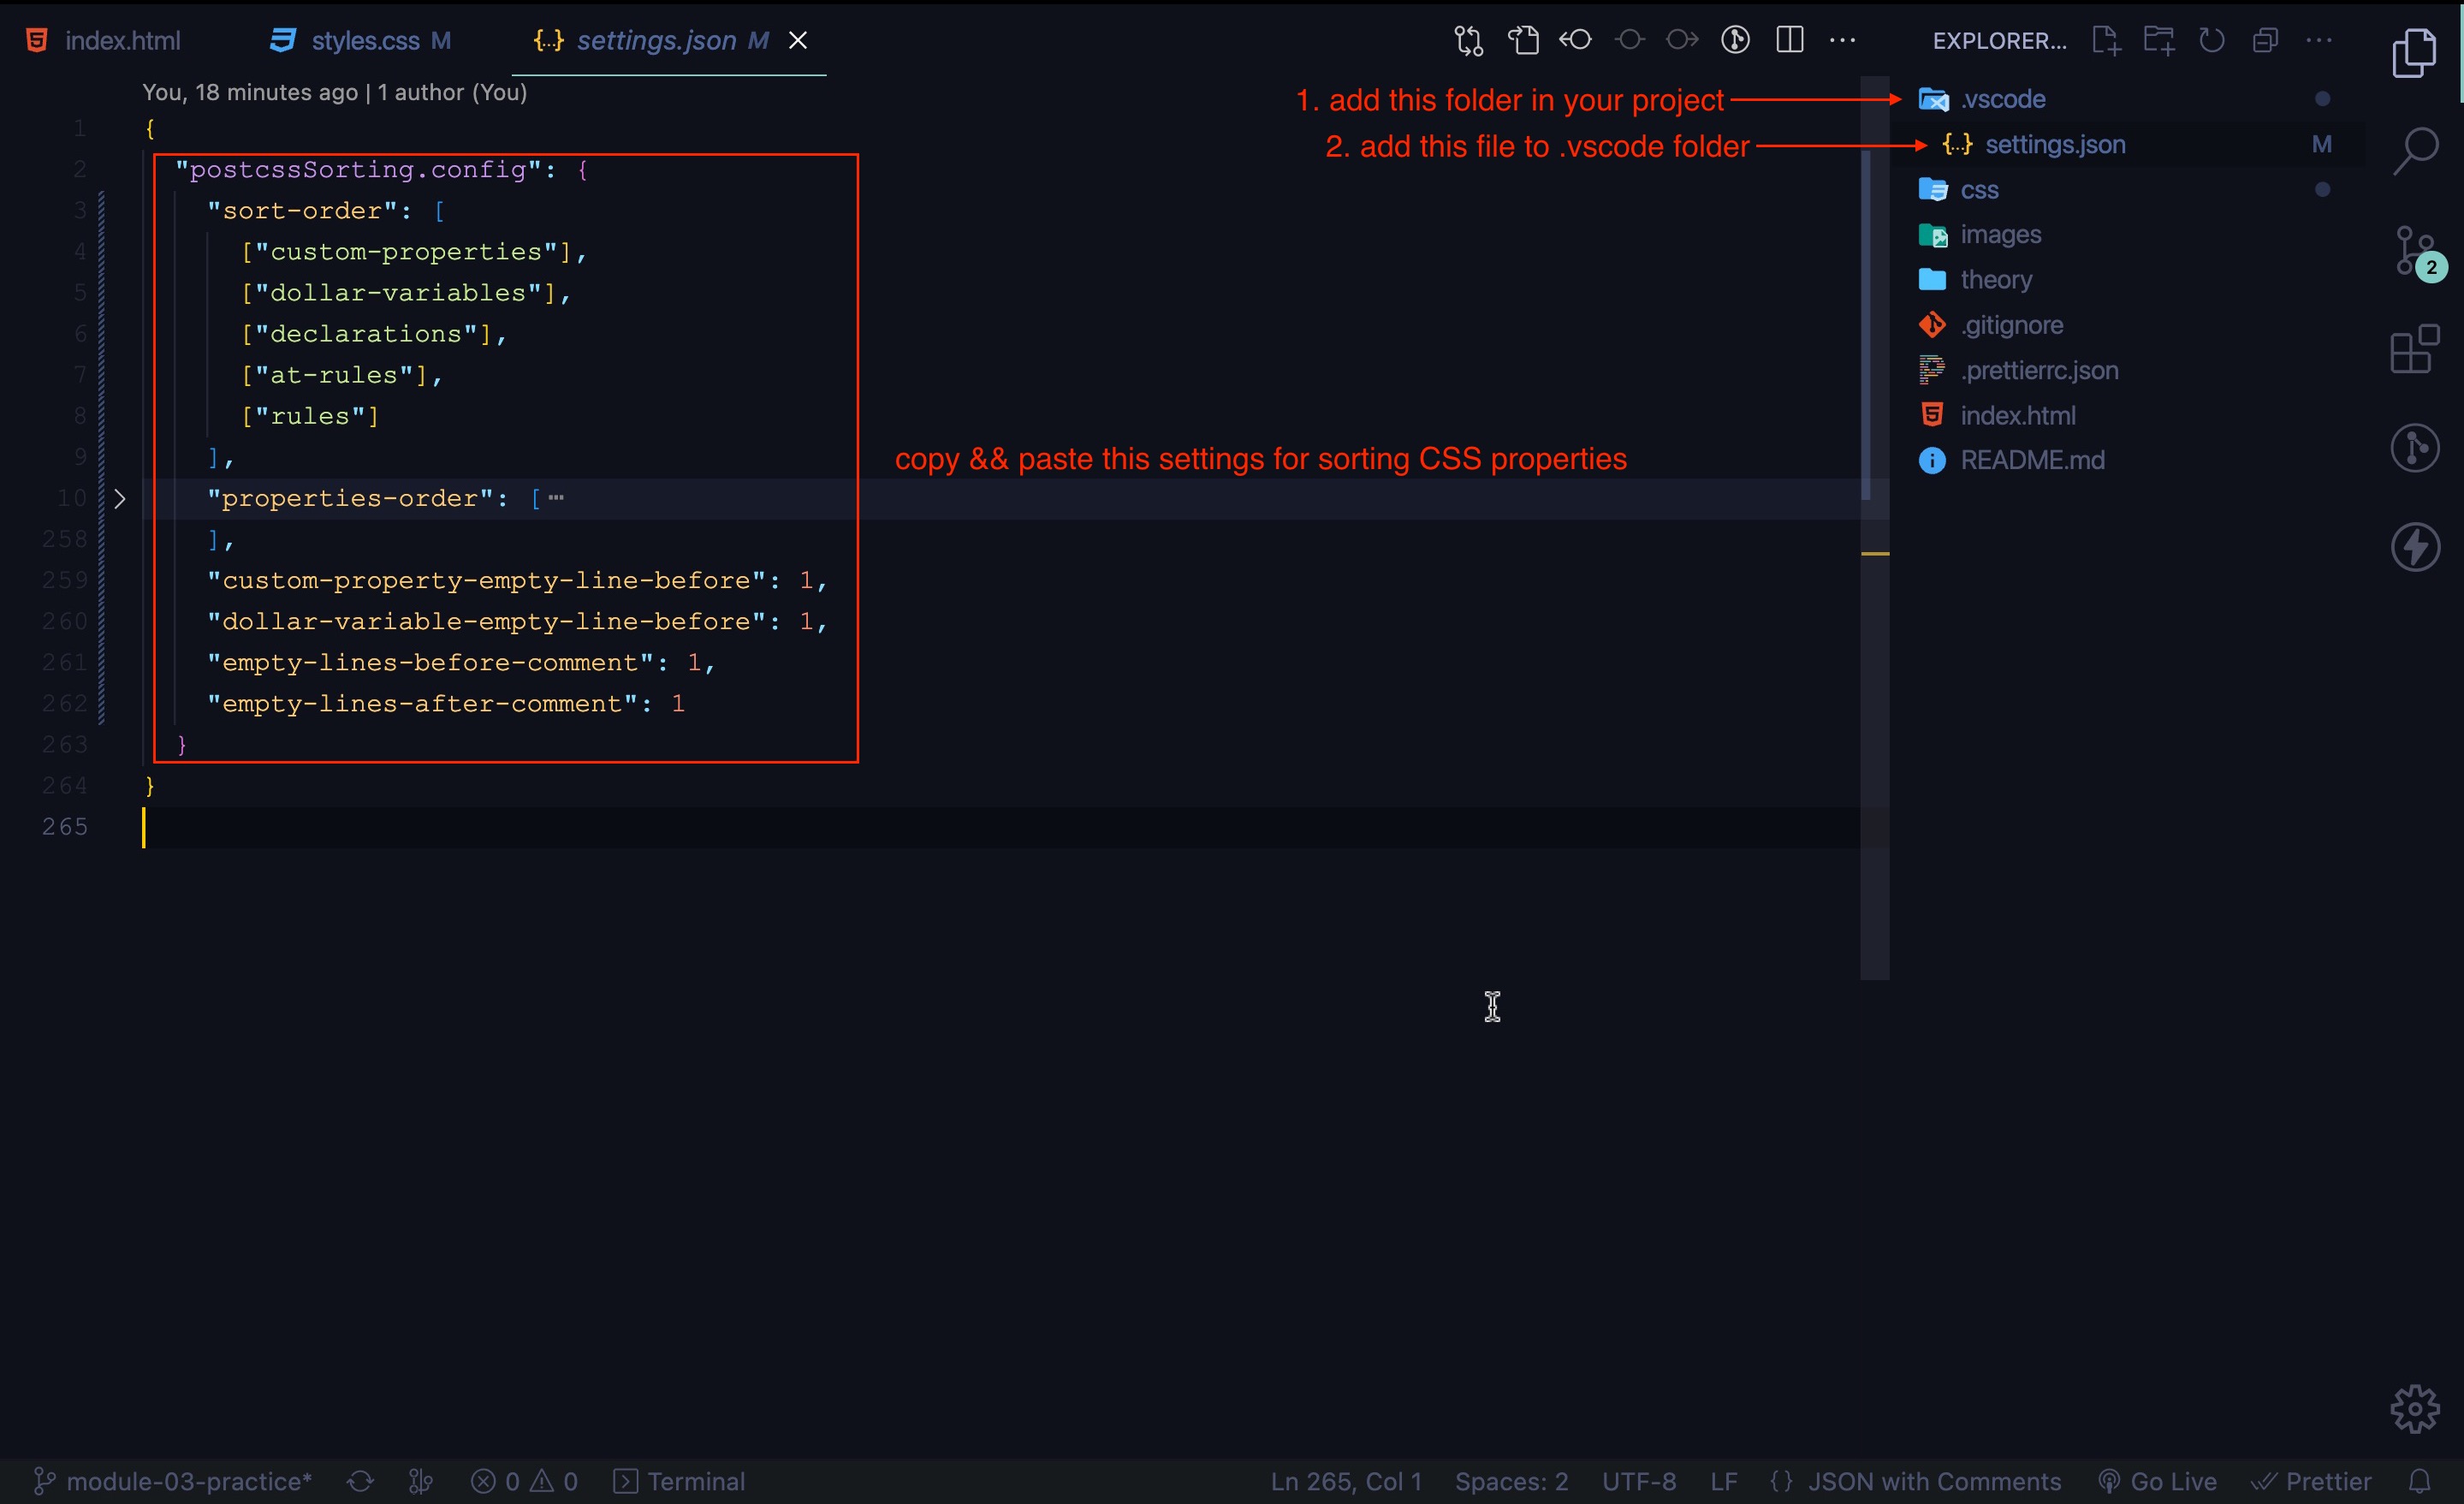 index.html
styles.css M
settings.json M
EXPLORER...
You, 18 minutes ago | 1 author (You)
1 {
2 "postcssSorting.config": {
3 "sort-order": [
4 ["custom-properties"],
5 ["dollar-variables"],
6 ["declarations"],
7 ["at-rules"],
8 ["rules"]
9 ],
10 "properties-order": [ ···
258 ],
259 "custom-property-empty-line-before": 1,
260 "dollar-variable-empty-line-before": 1,
261 "empty-lines-before-comment": 1,
262 "empty-lines-after-comment": 1
263 }
264 }
265
1. add this folder in your project
2. add this file to .vscode folder
copy && paste this settings for sorting CSS properties
.vscode
{...} settings.json M
css
images
theory
.gitignore
.prettierrc.json
index.html
README.md
2
module-03-practice* 0 0 Terminal Ln 265, Col 1 Spaces: 2 UTF-8 LF {} JSON with Comments Go Live Prettier